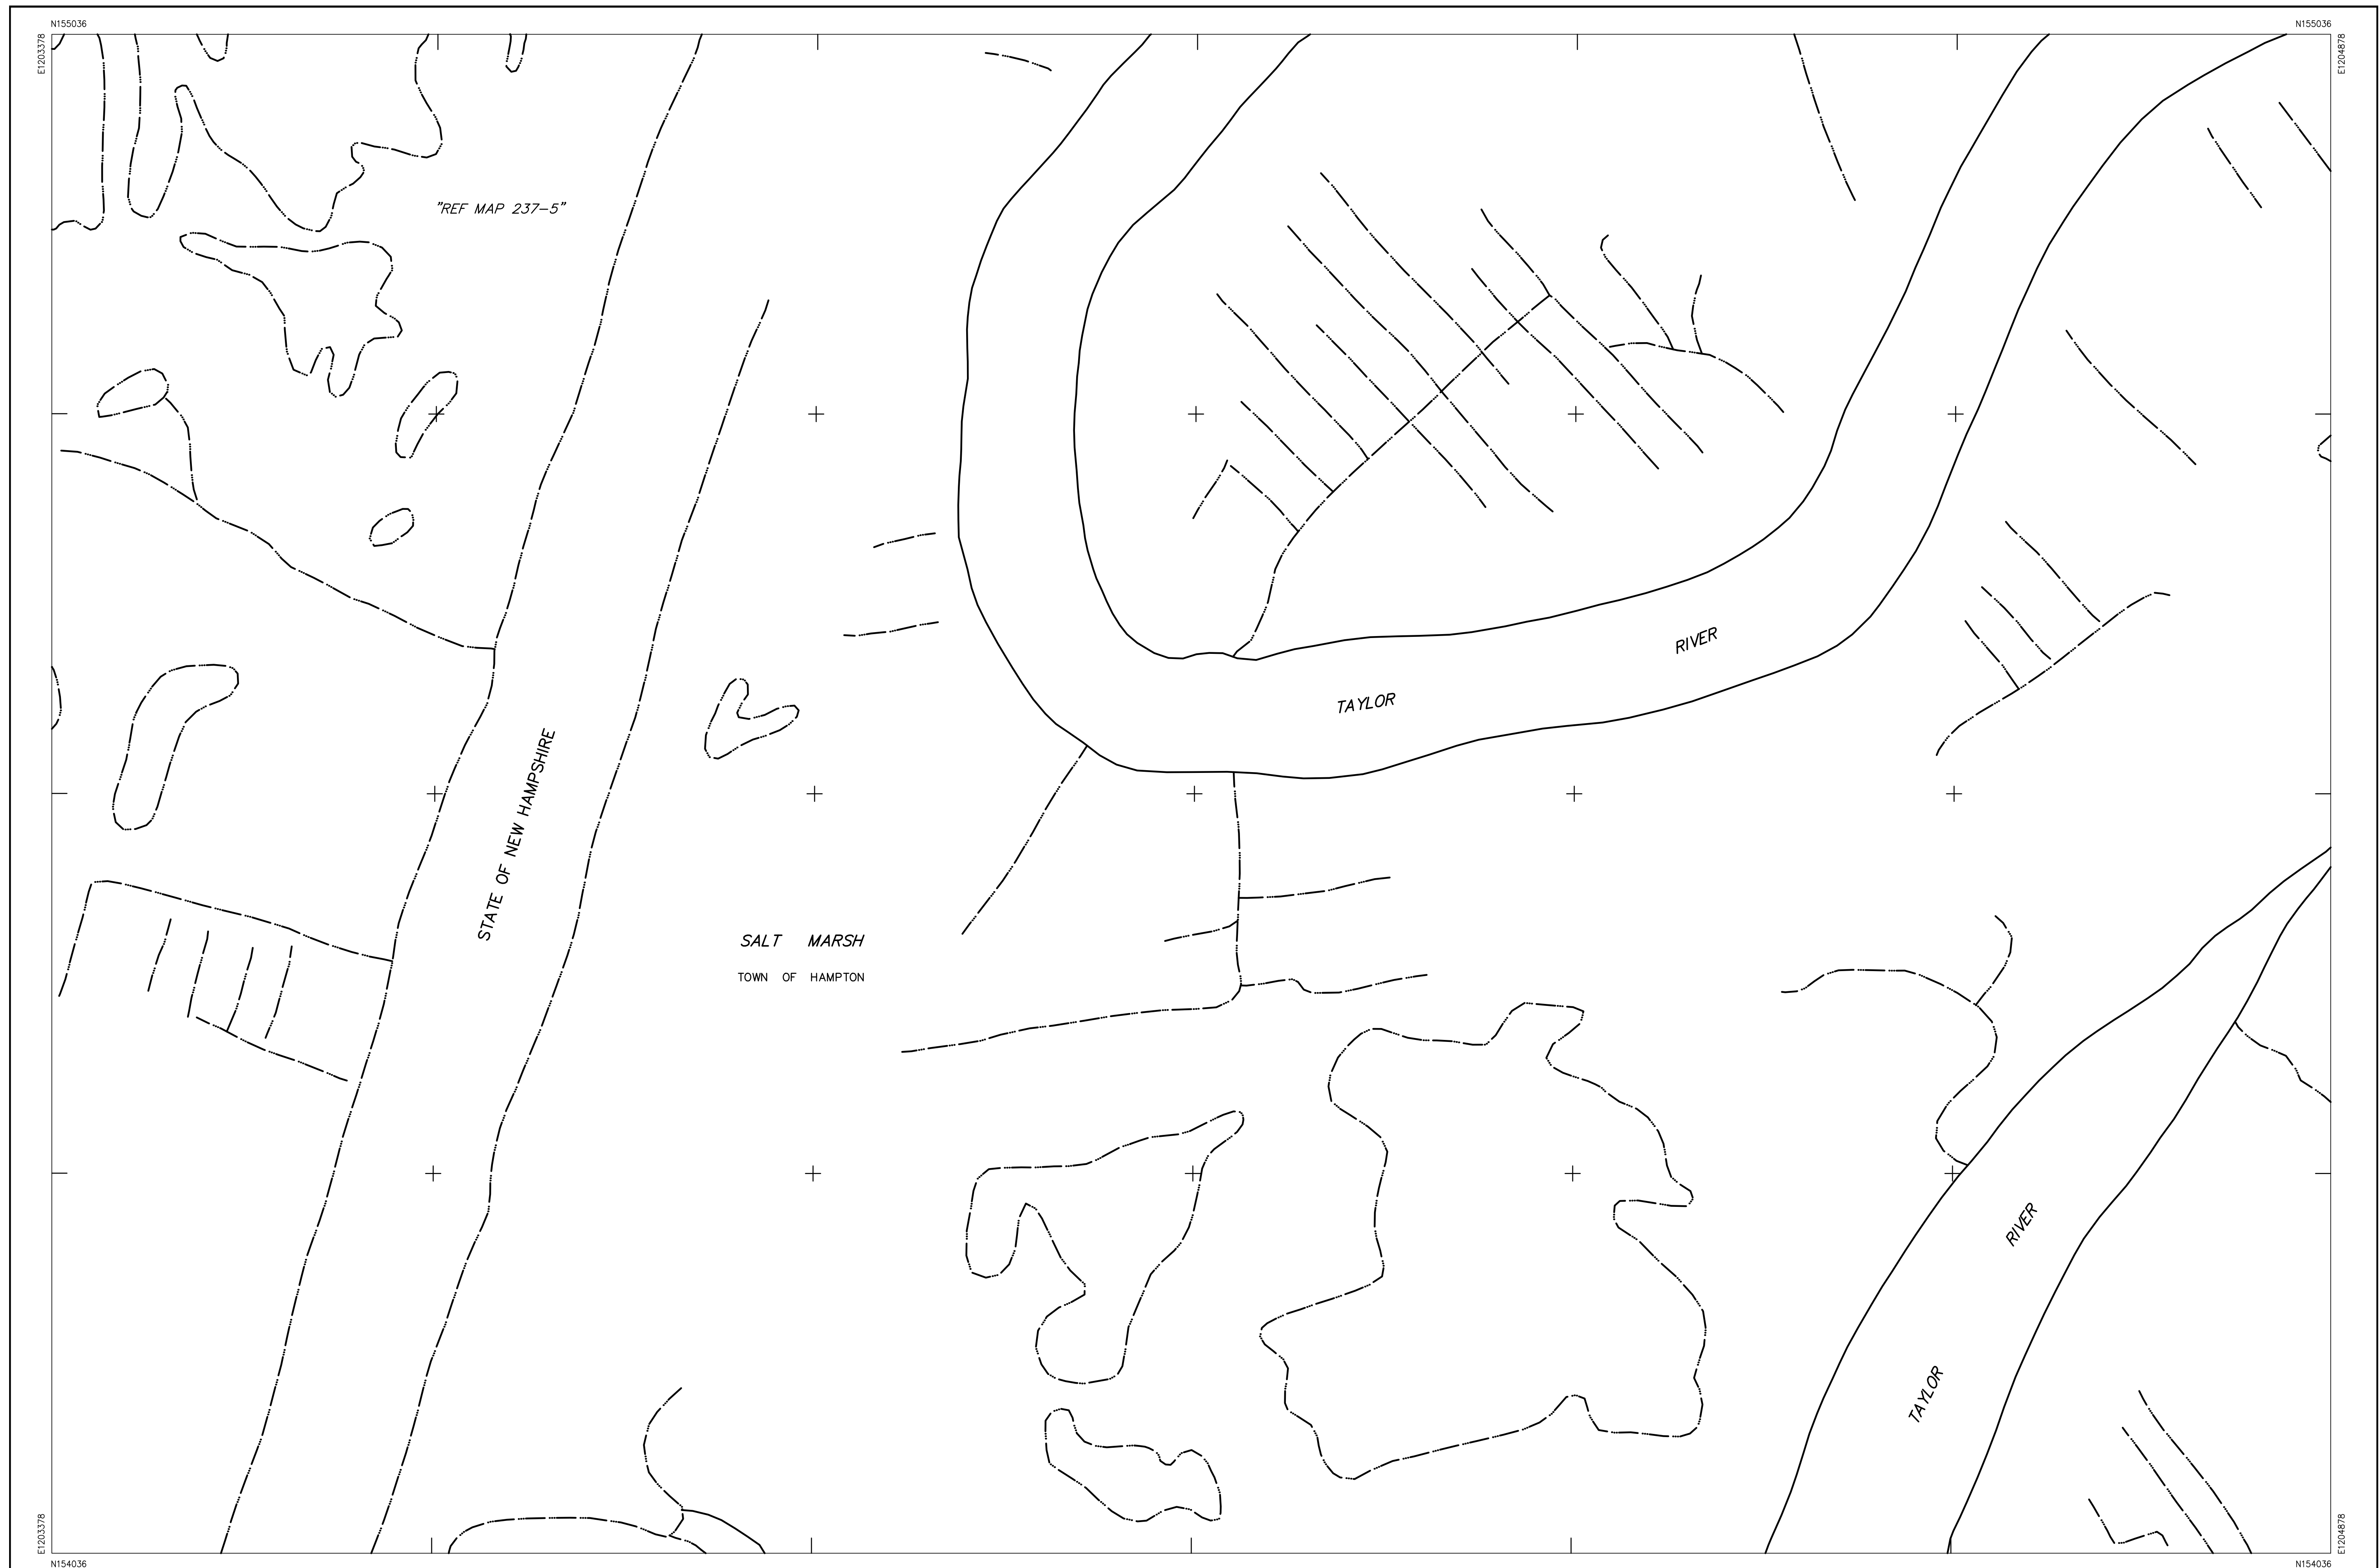 N155036
N155036
E1203378
E1204878
"REF MAP 237-5"
RIVER
TAYLOR
STATE OF NEW HAMPSHIRE
SALT MARSH
TOWN OF HAMPTON
RIVER
TAYLOR
E1203378
E1204878
N154036
N154036